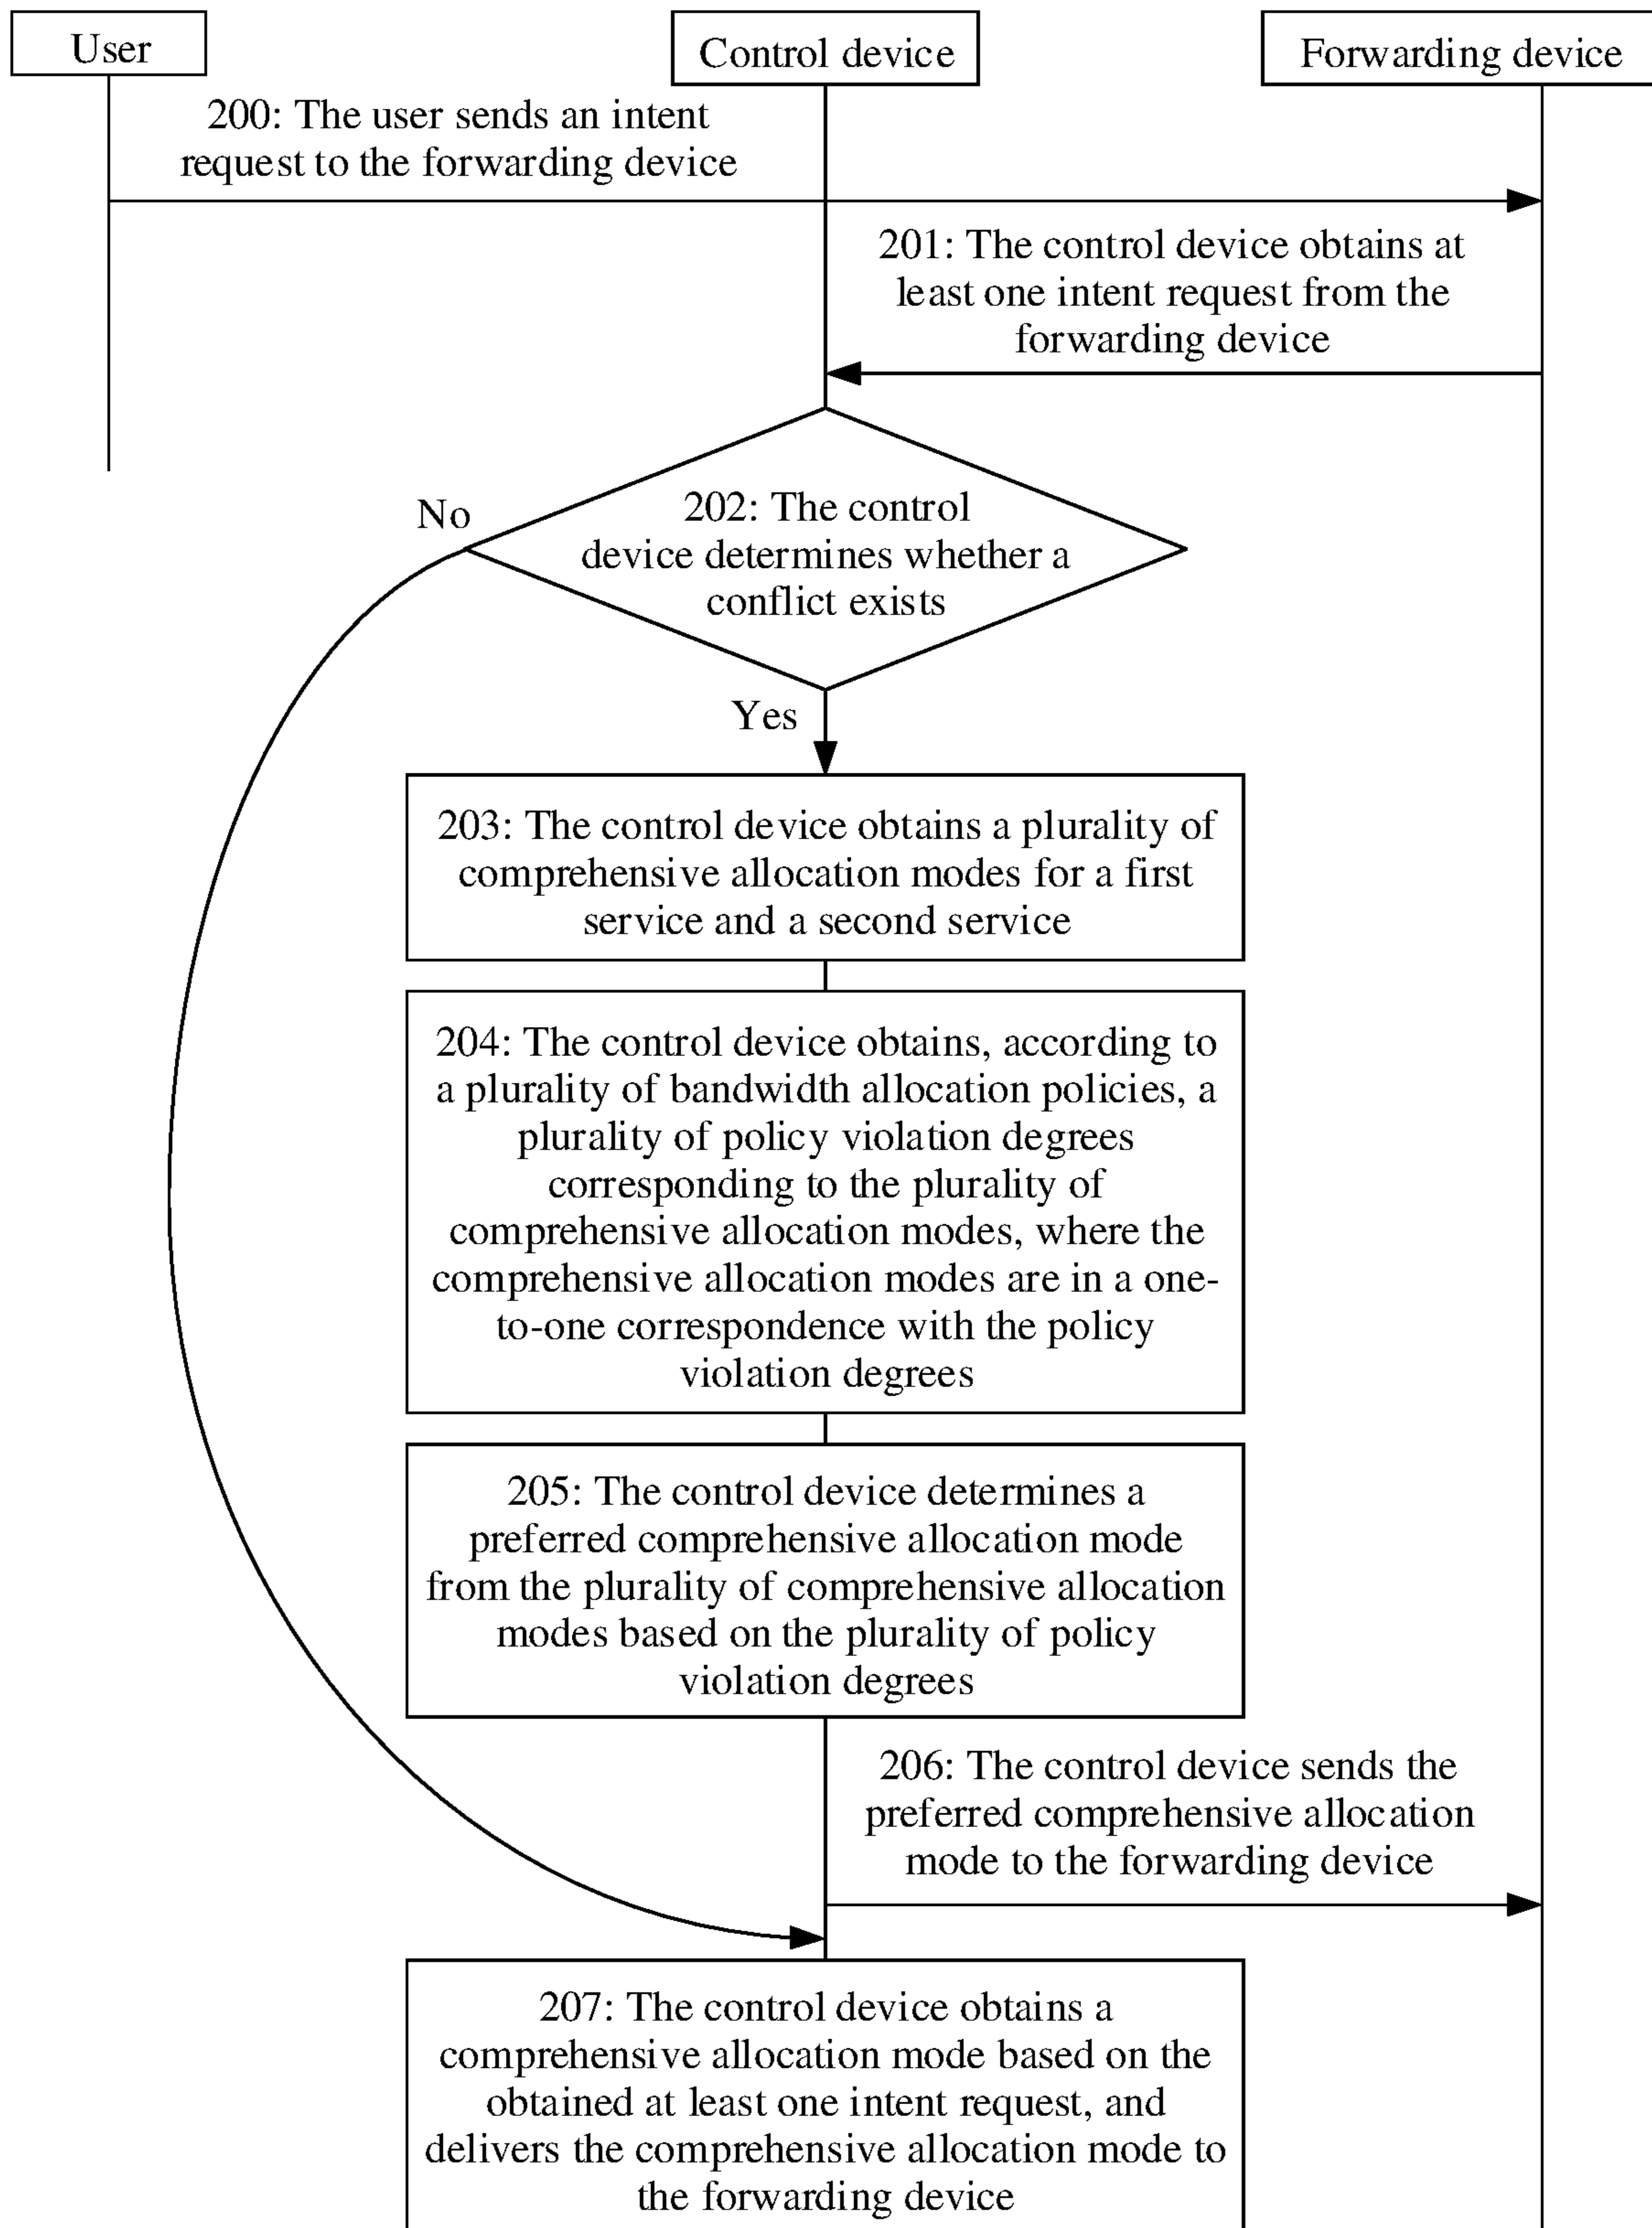 User
Control device
Forwarding device
200: The user sends an intent
request to the forwarding device
201: The control device obtains at
least one intent request from the
forwarding device
No
202: The control
device determines whether a
conflict exists
Yes
203: The control device obtains a plurality of
comprehensive allocation modes for a first
service and a second service
204: The control device obtains, according to
a plurality of bandwidth allocation policies, a
plurality of policy violation degrees
corresponding to the plurality of
comprehensive allocation modes, where the
comprehensive allocation modes are in a one-
to-one correspondence with the policy
violation degrees
205: The control device determines a
preferred comprehensive allocation mode
from the plurality of comprehensive allocation
modes based on the plurality of policy
violation degrees
206: The control device sends the
preferred comprehensive allocation
mode to the forwarding device
207: The control device obtains a
comprehensive allocation mode based on the
obtained at least one intent request, and
delivers the comprehensive allocation mode to
the forwarding device